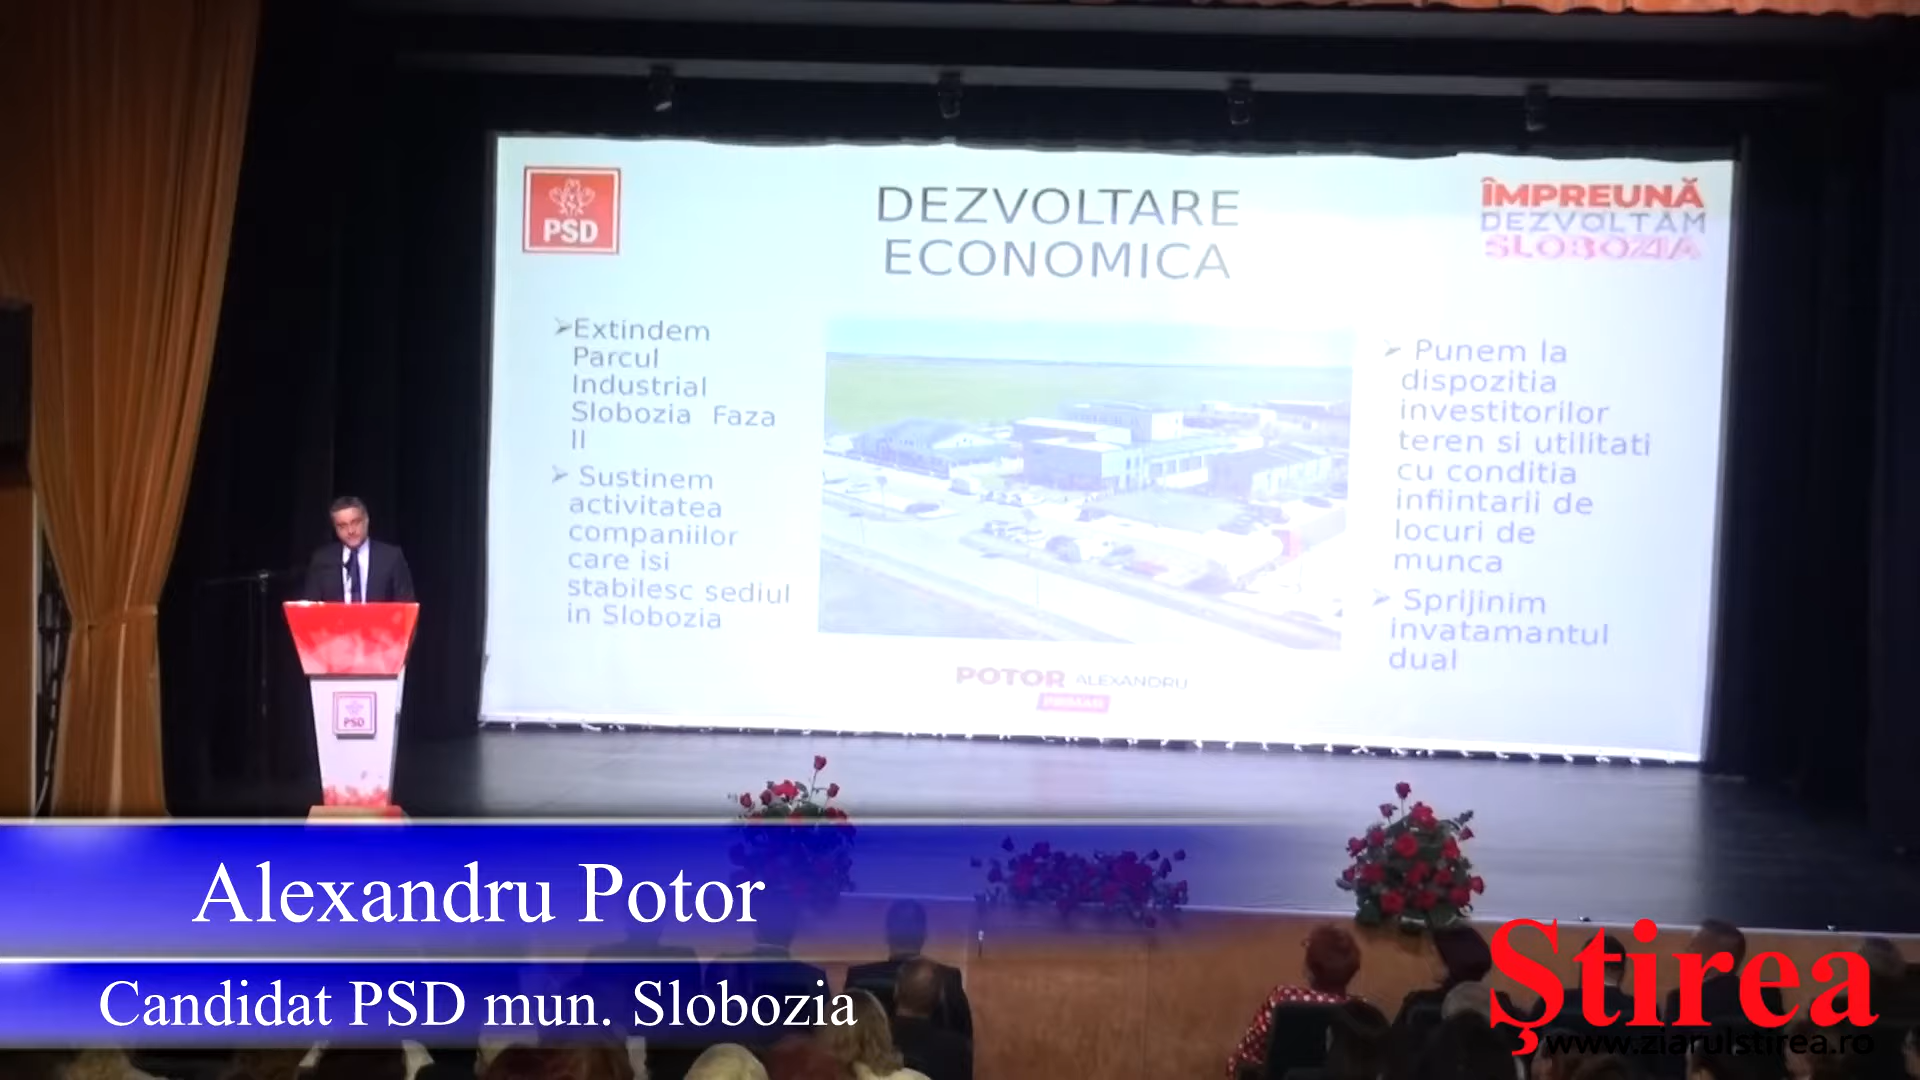 PSD
DEZVOLTARE
ECONOMICA
ÎMPREUNĂ
DEZVOLTAM
SLOBOZIA
➢Extindem
Parcul
Industrial
Slobozia Faza
II
➢ Sustinem
activitatea
companiilor
care isi
stabilesc sediul
in Slobozia
➢ Punem la
dispozitia
investitorilor
teren si utilitati
cu conditia
infiintarii de
locuri de
munca
➢ Sprijinim
invatamantul
dual
POTOR ALEXANDRU
PRIMAR
PSD
Alexandru Potor
Candidat PSD mun. Slobozia
Ştirea
www.ziarulstirea.ro